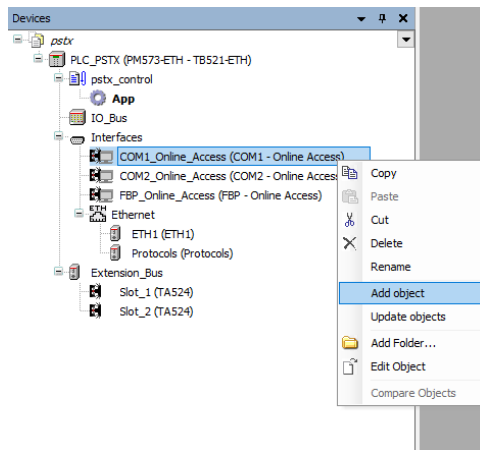 Devices
pstx
PLC_PSTX (PM573-ETH - TB521-ETH)
pstx_control
App
IO_Bus
Interfaces
COM1_Online_Access (COM1 - Online Access)
COM2_Online_Access (COM2 - Online Access
FBP_Online_Access (FBP - Online Access)
ETH
Ethernet
ETH1 (ETH1)
Protocols (Protocols)
Extension_Bus
Slot_1 (TA524)
Slot_2 (TA524)
Copy
Paste
Cut
Delete
Rename
Add object
Update objects
Add Folder...
Edit Object
Compare Objects